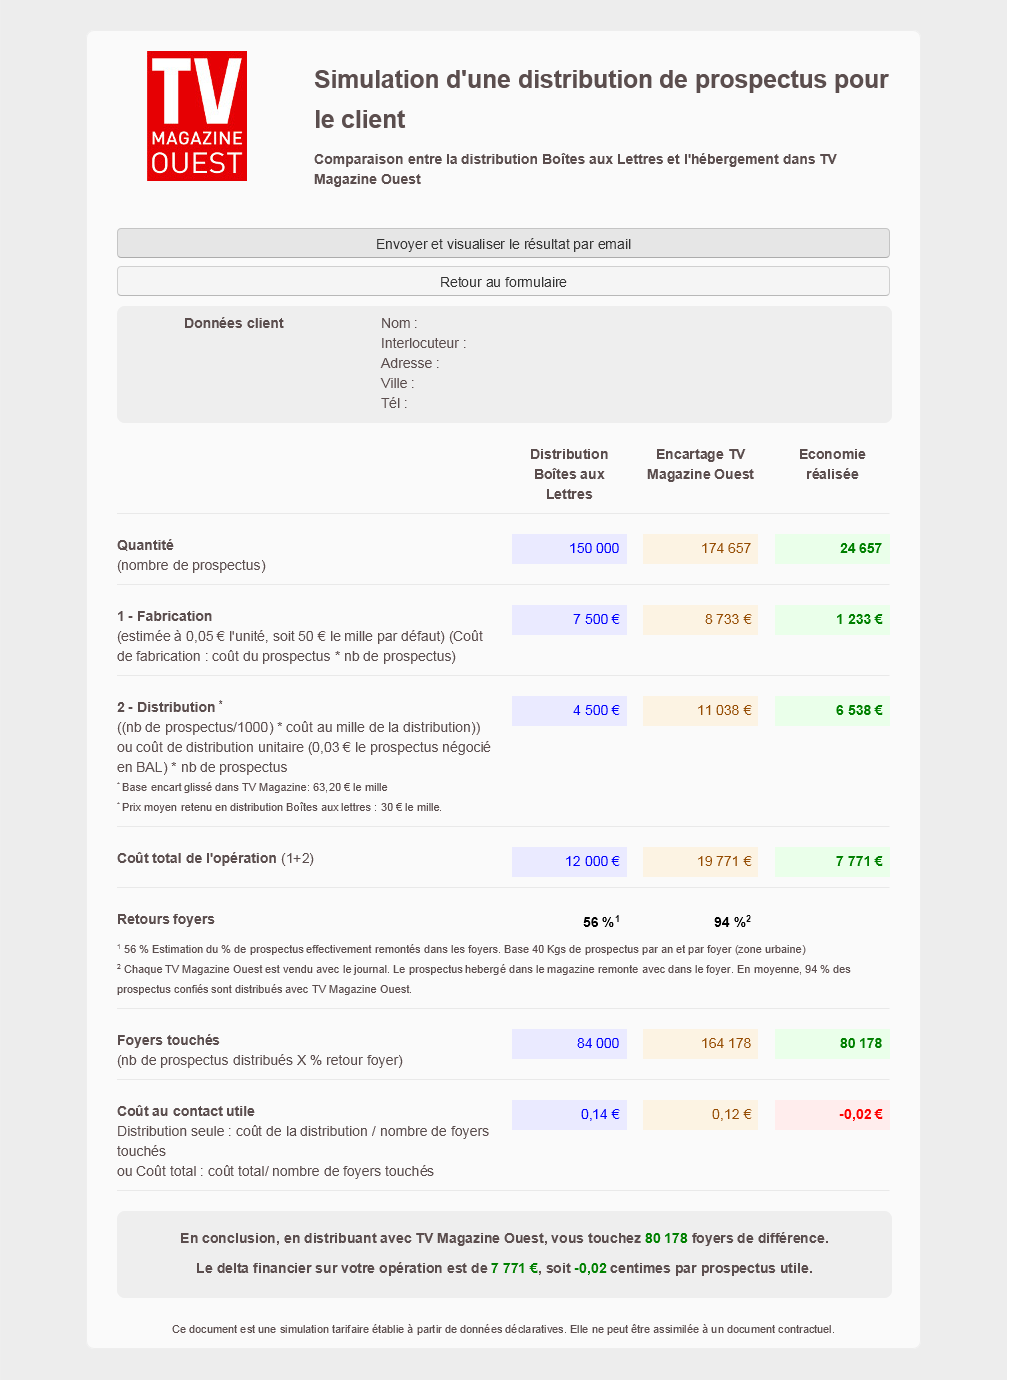 TV
MAGAZINE
OUEST
Simulation d'une distribution de prospectus pour
le client
Comparaison entre la distribution Boîtes aux Lettres et l'hébergement dans TV
Magazine Ouest
Envoyer et visualiser le résultat par email
Retour au formulaire
Données client
Nom :
Interlocuteur :
Adresse :
Ville :
Tél :
Distribution Boîtes aux Lettres
Encartage TV Magazine Ouest
Economie réalisée
Quantité
(nombre de prospectus)
150 000 174 657 24 657
1 - Fabrication
(estimée à 0,05 € l'unité, soit 50 € le mille par défaut) (Coût
de fabrication : coût du prospectus * nb de prospectus)
7 500 € 8 733 € 1 233 €
2 - Distribution *
((nb de prospectus/1000) * coût au mille de la distribution))
ou coût de distribution unitaire (0,03 € le prospectus négocié
en BAL) * nb de prospectus
* Base encart glissé dans TV Magazine: 63,20 € le mille
* Prix moyen retenu en distribution Boîtes aux lettres : 30 € le mille.
4 500 € 11 038 € 6 538 €
Coût total de l'opération (1+2)
12 000 € 19 771 € 7 771 €
Retours foyers
56 %1 94 %2
1 56 % Estimation du % de prospectus effectivement remontés dans les foyers. Base 40 Kgs de prospectus par an et par foyer (zone urbaine)
2 Chaque TV Magazine Ouest est vendu avec le journal. Le prospectus hebergé dans le magazine remonte avec dans le foyer. En moyenne, 94 % des
prospectus confiés sont distribués avec TV Magazine Ouest.
Foyers touchés
(nb de prospectus distribués X % retour foyer)
84 000 164 178 80 178
Coût au contact utile
Distribution seule : coût de la distribution / nombre de foyers
touchés
ou Coût total : coût total/ nombre de foyers touchés
0,14 € 0,12 € -0,02 €
En conclusion, en distribuant avec TV Magazine Ouest, vous touchez 80 178 foyers de différence.
Le delta financier sur votre opération est de 7 771 €, soit -0,02 centimes par prospectus utile.
Ce document est une simulation tarifaire établie à partir de données déclaratives. Elle ne peut être assimilée à un document contractuel.